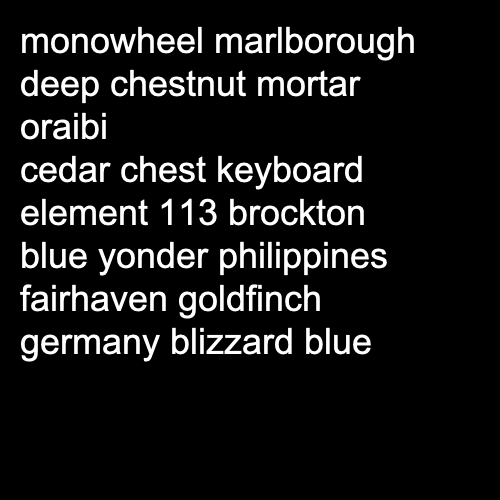 monowheel marlborough
deep chestnut mortar
oraibi
cedar chest keyboard
element 113 brockton
blue yonder philippines
fairhaven goldfinch
germany blizzard blue